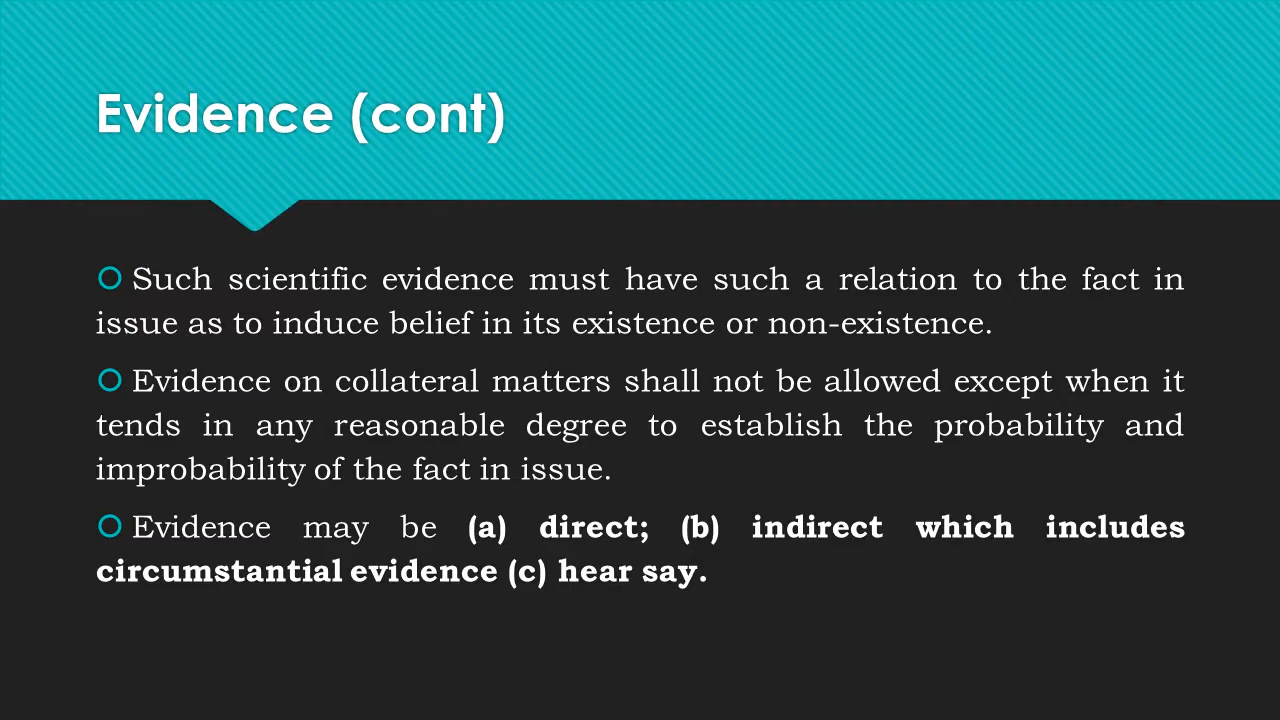 Evidence (cont)
Such scientific evidence must have such a relation to the fact in
issue as to induce belief in its existence or non-existence.
Evidence on collateral matters shall not be allowed except when it
tends in any reasonable degree to establish the probability and
improbability of the fact in issue.
Evidence may be (a) direct; (b) indirect which includes
circumstantial evidence (c) hear say.